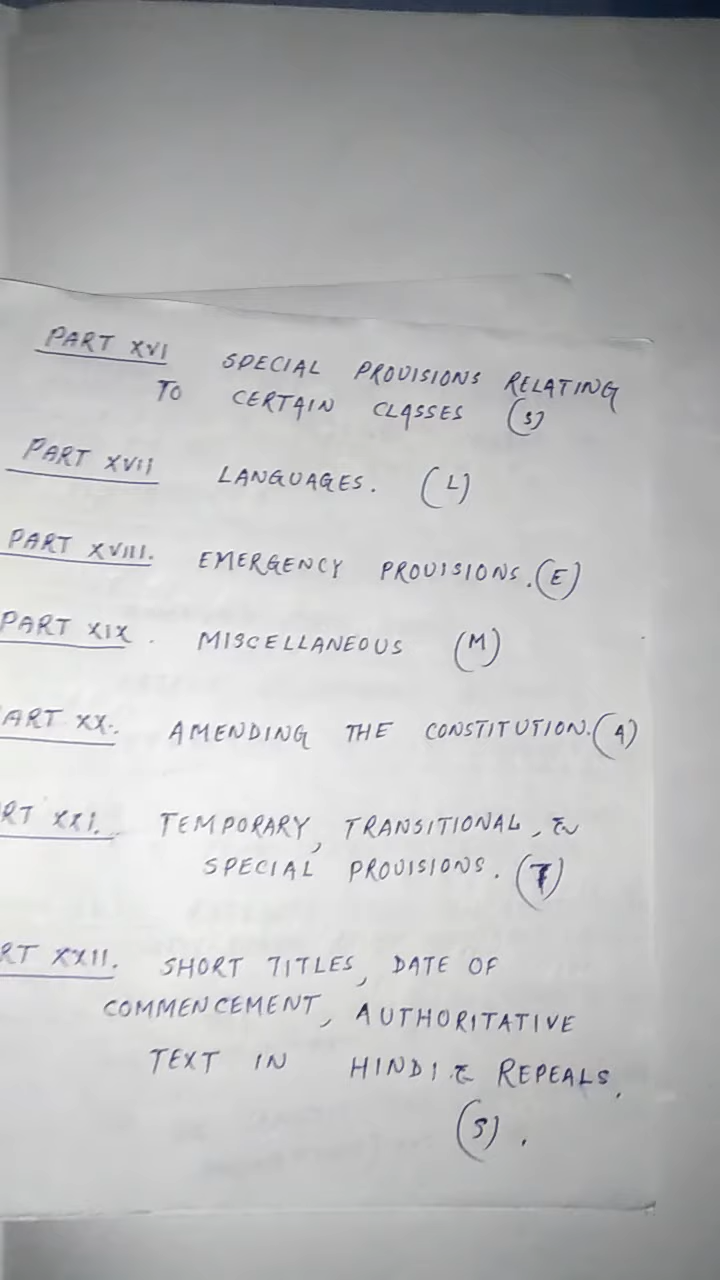 PART XVI SPECIAL PROVISIONS RELATING
TO CERTAIN CLASSES (S)
PART XVII LANGUAGES. (L)
PART XVIII. EMERGENCY PROVISIONS. (E)
PART XIX. MISCELLANEOUS (M)
ART XX. AMENDING THE CONSTITUTION. (A)
RT XXI. TEMPORARY, TRANSITIONAL, &
SPECIAL PROVISIONS. (T)
RT XXII. SHORT TITLES, DATE OF
COMMENCEMENT, AUTHORITATIVE
TEXT IN HINDI & REPEALS.
(S).